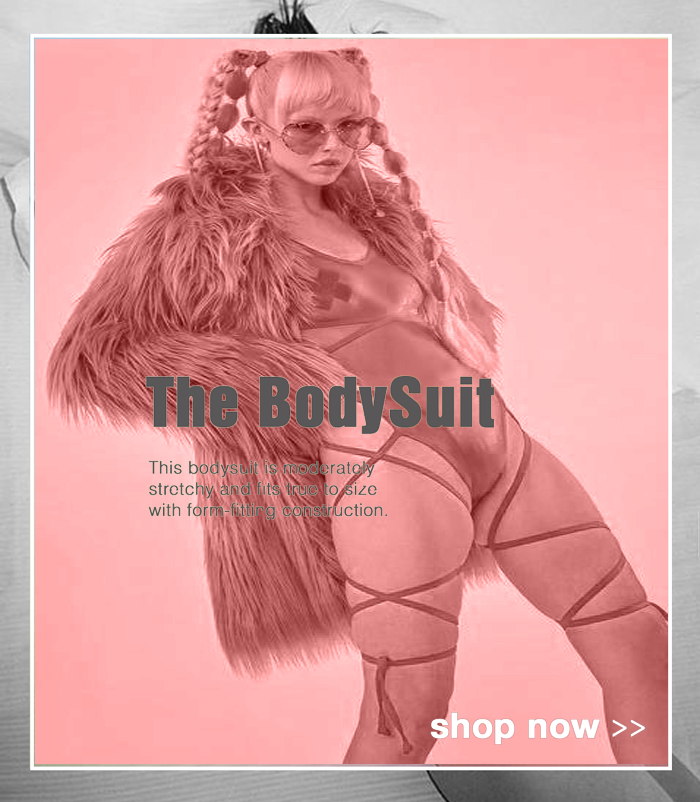 The BodySuit
This bodysuit is moderately
stretchy and fits true to size
with form-fitting construction.
shop now >>